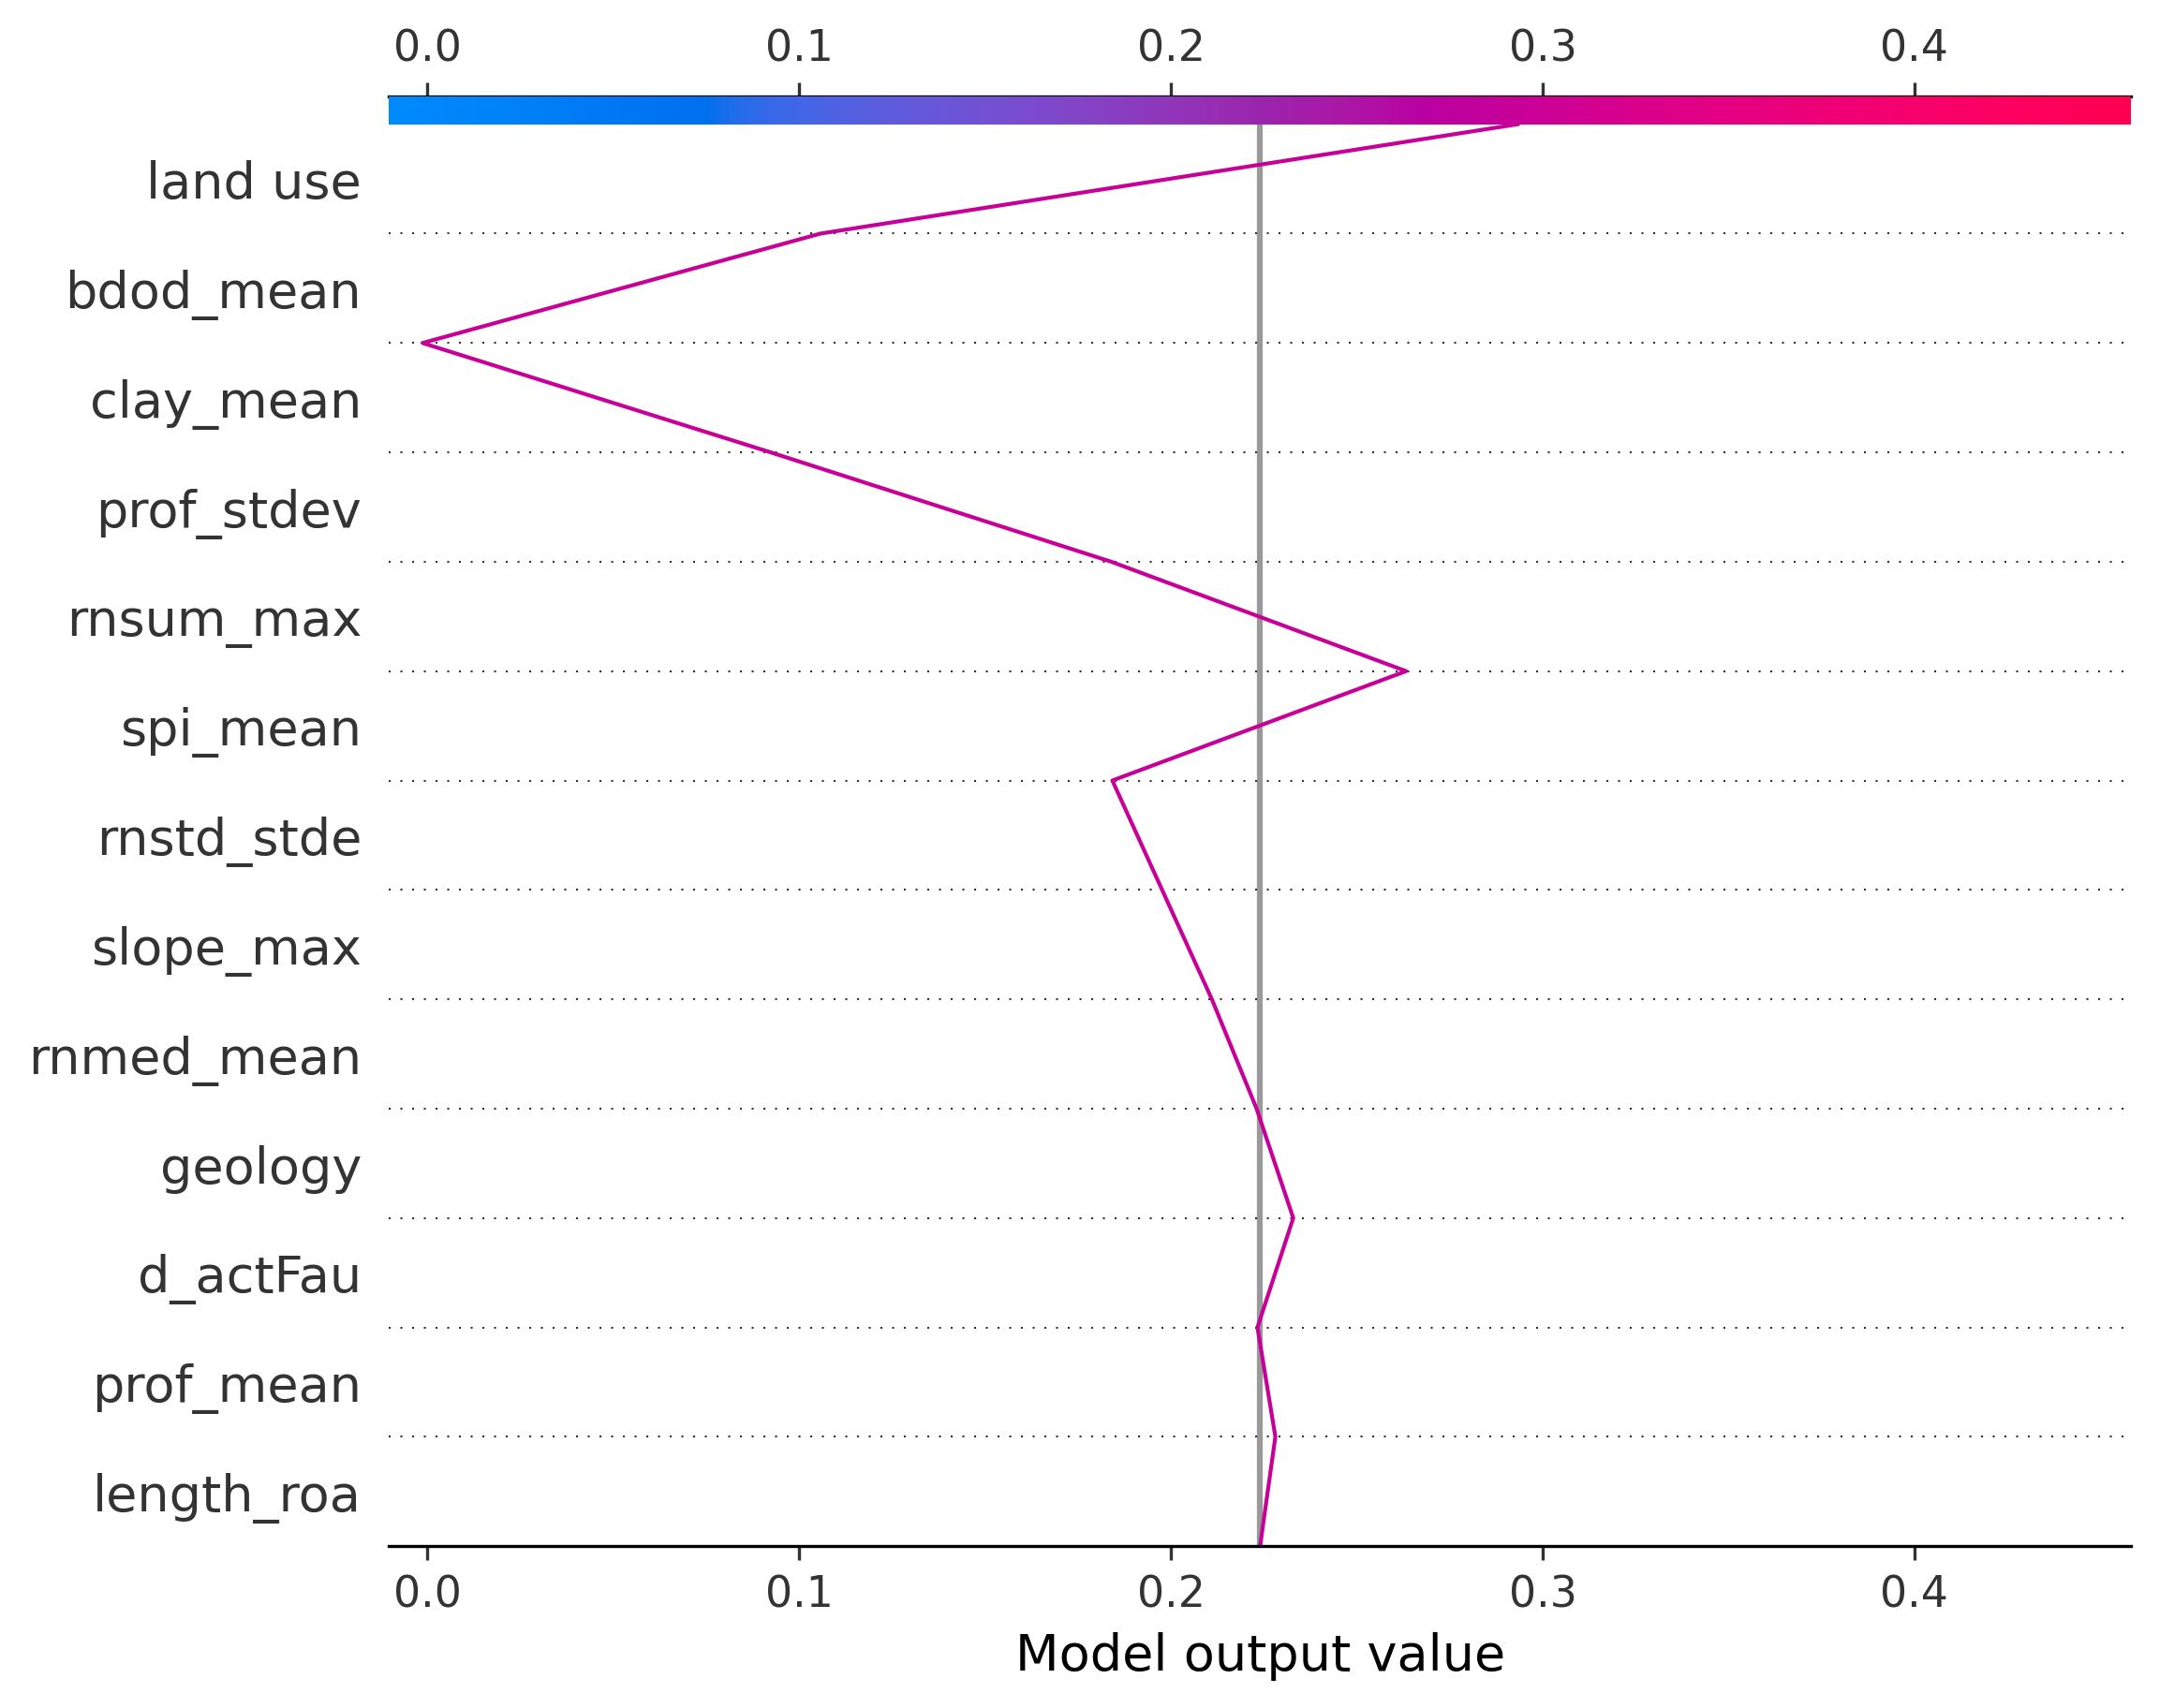 0.0 0.1 0.2 0.3 0.4
land use
bdod_mean
clay_mean
prof_stdev
rnsum_max
spi_mean
rnstd_stde
slope_max
rnmed_mean
geology
d_actFau
prof_mean
length_roa
0.0 0.1 0.2 0.3 0.4
Model output value